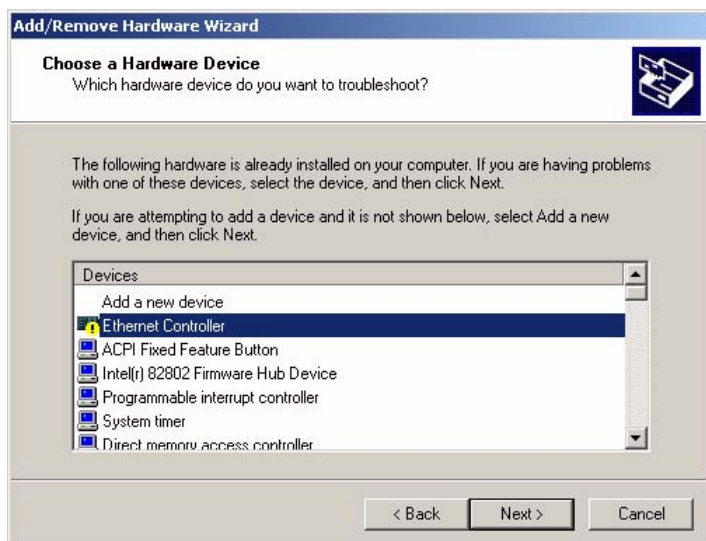 Add/Remove Hardware Wizard
Choose a Hardware Device
Which hardware device do you want to troubleshoot?
The following hardware is already installed on your computer. If you are having problems
with one of these devices, select the device, and then click Next.
If you are attempting to add a device and it is not shown below, select Add a new
device, and then click Next.
Devices
Add a new device
Ethernet Controller
ACPI Fixed Feature Button
Intel(r) 82802 Firmware Hub Device
Programmable interrupt controller
System timer
Direct memory access controller
< Back
Next >
Cancel